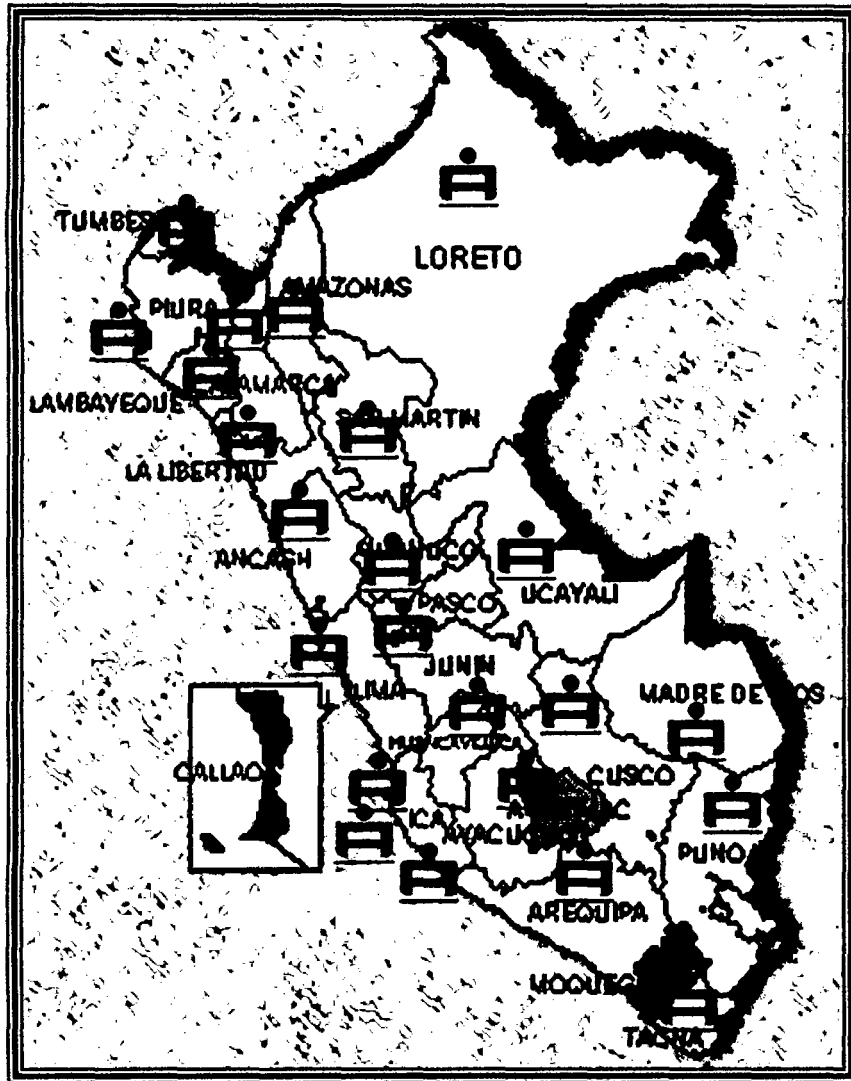 TUMBES
LORETO
AMAZONAS
PIURA
LAMBAYEQUE
LA LIBERTAD
ANCASH
PASCO
UCAYALI
JUNIN
LIMA
MADRE DE
CALLAO
CUSCO
ICA
PUNO
AREQUIPA
TACNA